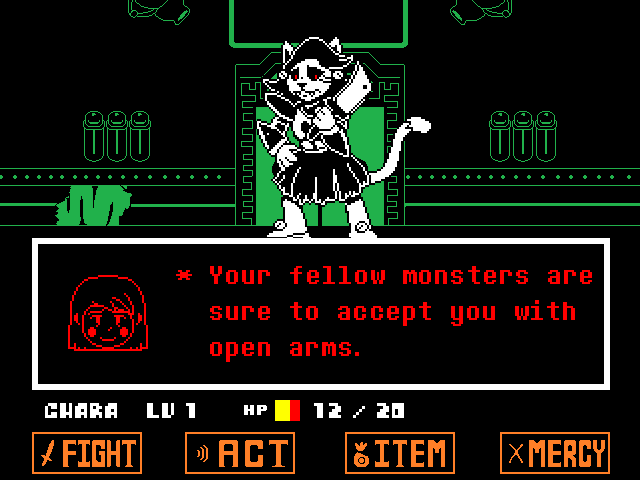 * Your fellow monsters are
sure to accept you with
open arms.
CHARA LV 1 HP 12 / 20
FIGHT ACT ITEM MERCY